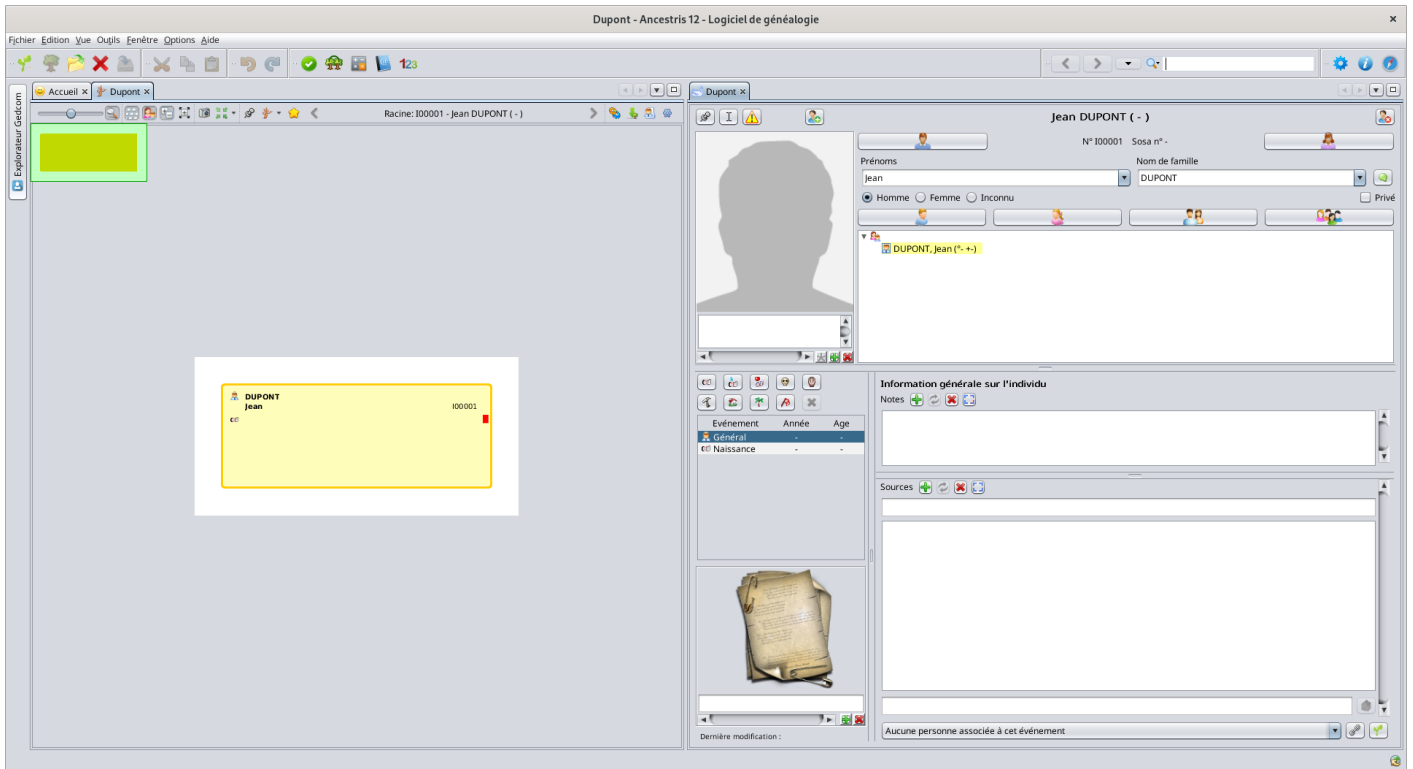 Dupont - Ancestris 12 - Logiciel de généalogie
Fichier Edition Vue Outils Fenêtre Options Aide
123
Explorateur Gedcom
Accueil
Dupont
Racine: I00001 - Jean DUPONT ( - )
DUPONT
Jean I00001
Dupont
Jean DUPONT ( - )
N° I00001 Sosa n° -
Prénoms Nom de famille
Jean DUPONT
Homme Femme Inconnu Privé
DUPONT, Jean (°- +-)
Evénement Année Age
Général - -
Naissance - -
Dernière modification :
Information générale sur l'individu
Notes
Sources
Aucune personne associée à cet événement